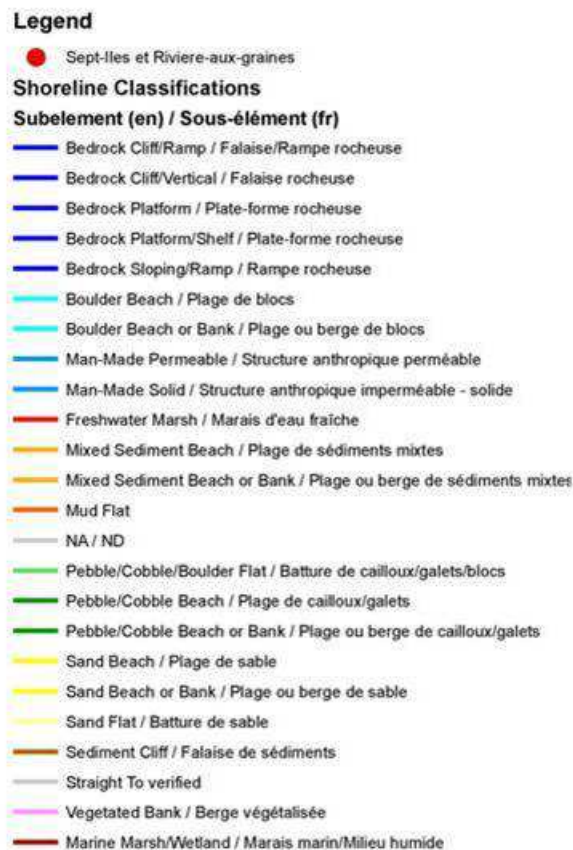 Legend
Sept-Iles et Riviere-aux-graines
Shoreline Classifications
Subelement (en) / Sous-élément (fr)
Bedrock Cliff/Ramp / Falaise/Rampe rocheuse
Bedrock Cliff/Vertical / Falaise rocheuse
Bedrock Platform / Plate-forme rocheuse
Bedrock Platform/Shelf / Plate-forme rocheuse
Bedrock Sloping/Ramp / Rampe rocheuse
Boulder Beach / Plage de blocs
Boulder Beach or Bank / Plage ou berge de blocs
Man-Made Permeable / Structure anthropique perméable
Man-Made Solid / Structure anthropique imperméable - solide
Freshwater Marsh / Marais d'eau fraîche
Mixed Sediment Beach / Plage de sédiments mixtes
Mixed Sediment Beach or Bank / Plage ou berge de sédiments mixtes
Mud Flat
NA / ND
Pebble/Cobble/Boulder Flat / Batture de cailloux/galets/blocs
Pebble/Cobble Beach / Plage de cailloux/galets
Pebble/Cobble Beach or Bank / Plage ou berge de cailloux/galets
Sand Beach / Plage de sable
Sand Beach or Bank / Plage ou berge de sable
Sand Flat / Batture de sable
Sediment Cliff / Falaise de sédiments
Straight To verified
Vegetated Bank / Berge végétalisée
Marine Marsh/Wetland / Marais marin/Milieu humide